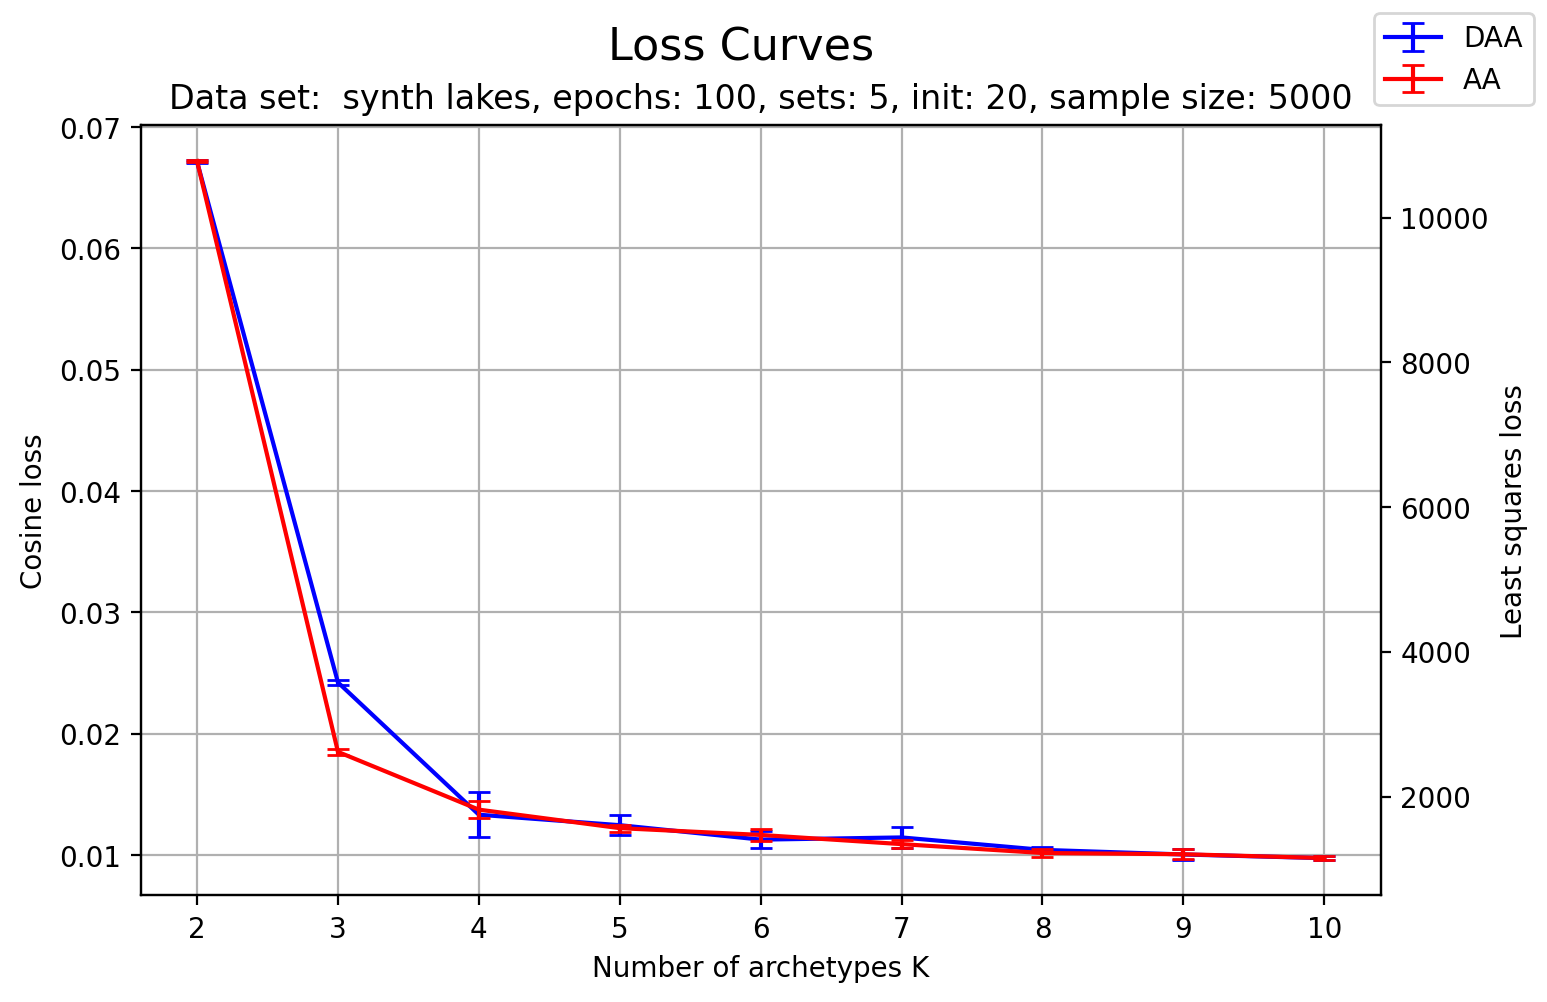 Loss Curves
Data set:  synth lakes, epochs: 100, sets: 5, init: 20, sample size: 5000
DAA
AA
0.07
0.06
0.05
0.04
0.03
0.02
0.01
Cosine loss
10000
8000
6000
4000
2000
Least squares loss
2 3 4 5 6 7 8 9 10
Number of archetypes K